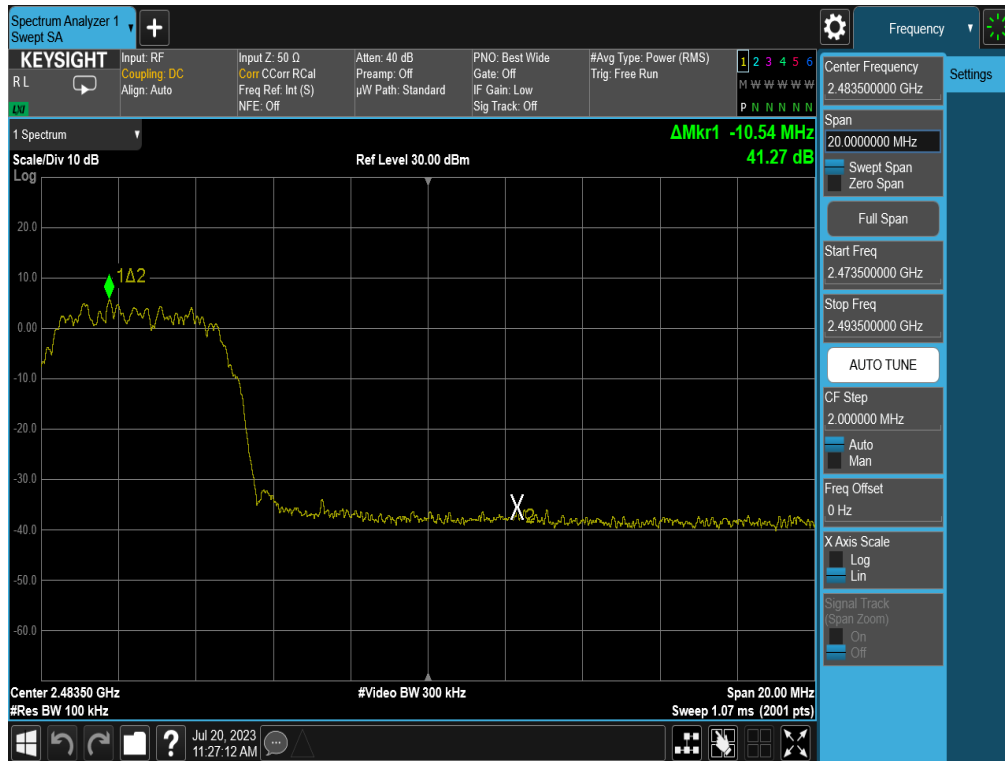 Spectrum Analyzer 1
Swept SA
Frequency
KEYSIGHT
R L
LXI
Input: RF
Coupling: DC
Align: Auto
Input Z: 50 Ω
Corr CCorr RCal
Freq Ref: Int (S)
NFE: Off
Atten: 40 dB
Preamp: Off
µW Path: Standard
PNO: Best Wide
Gate: Off
IF Gain: Low
Sig Track: Off
#Avg Type: Power (RMS)
Trig: Free Run
1 2 3 4 5 6
M W W W W W
P N N N N N
1 Spectrum
Scale/Div 10 dB
Log
Ref Level 30.00 dBm
ΔMkr1 -10.54 MHz
41.27 dB
20.0
10.0
0.00
-10.0
-20.0
-30.0
-40.0
-50.0
-60.0
1Δ2
X2
Center 2.48350 GHz
#Res BW 100 kHz
#Video BW 300 kHz
Span 20.00 MHz
Sweep 1.07 ms (2001 pts)
Center Frequency
2.483500000 GHz
Settings
Span
20.0000000 MHz
Swept Span
Zero Span
Full Span
Start Freq
2.473500000 GHz
Stop Freq
2.493500000 GHz
AUTO TUNE
CF Step
2.000000 MHz
Auto
Man
Freq Offset
0 Hz
X Axis Scale
Log
Lin
Signal Track
(Span Zoom)
On
Off
?
Jul 20, 2023
11:27:12 AM